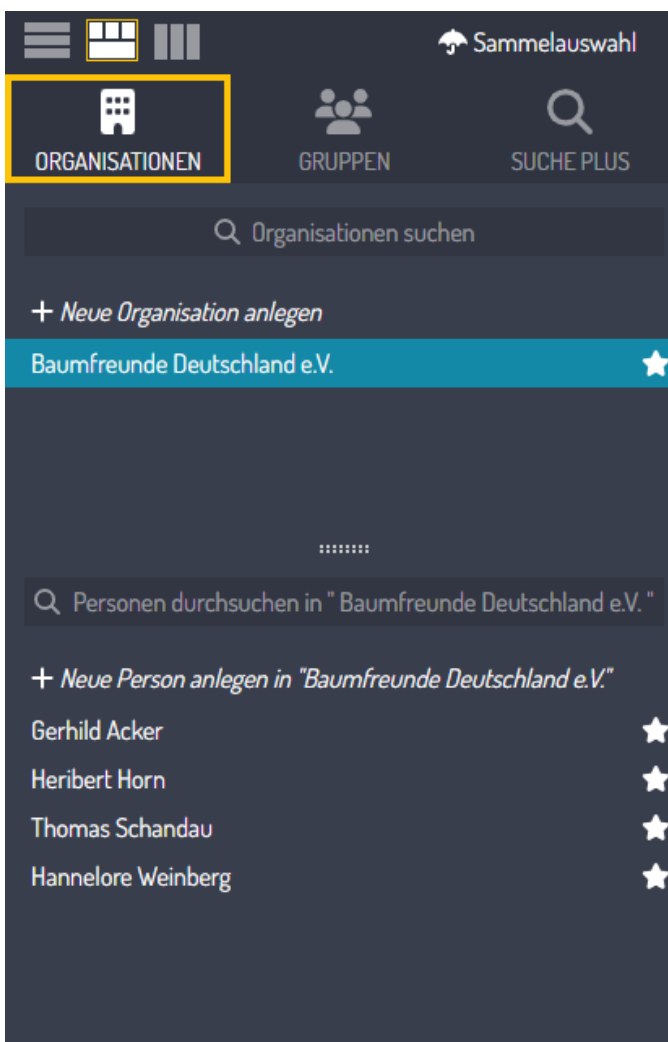 Sammelauswahl
ORGANISATIONEN GRUPPEN SUCHE PLUS
Organisationen suchen
+ Neue Organisation anlegen
Baumfreunde Deutschland e.V.
Personen durchsuchen in " Baumfreunde Deutschland e.V. "
+ Neue Person anlegen in "Baumfreunde Deutschland e.V."
Gerhild Acker
Heribert Horn
Thomas Schandau
Hannelore Weinberg